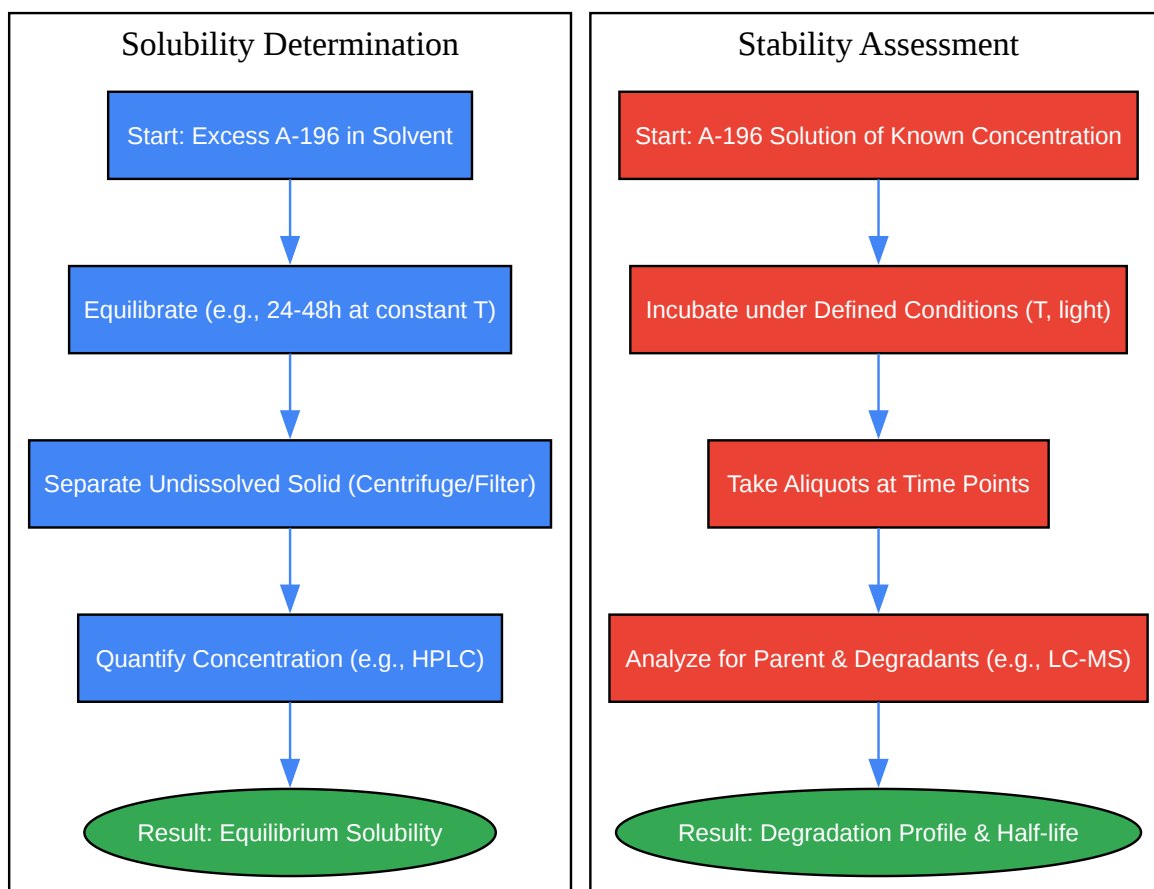 Solubility Determination
Start: Excess A-196 in Solvent
Equilibrate (e.g., 24-48h at constant T)
Separate Undissolved Solid (Centrifuge/Filter)
Quantify Concentration (e.g., HPLC)
Result: Equilibrium Solubility
Stability Assessment
Start: A-196 Solution of Known Concentration
Incubate under Defined Conditions (T, light)
Take Aliquots at Time Points
Analyze for Parent & Degradants (e.g., LC-MS)
Result: Degradation Profile & Half-life